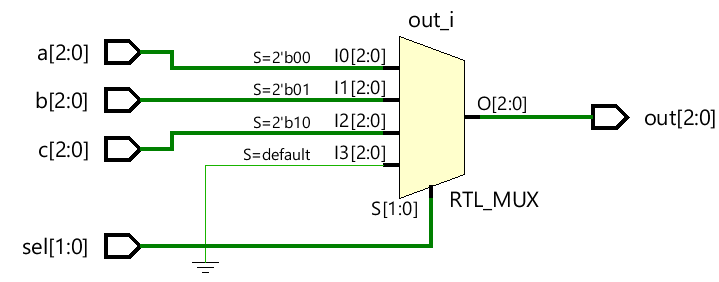 out_i
a[2:0] S=2'b00 I0[2:0]
b[2:0] S=2'b01 I1[2:0] O[2:0] out[2:0]
c[2:0] S=2'b10 I2[2:0]
S=default I3[2:0]
S[1:0] RTL_MUX
sel[1:0]